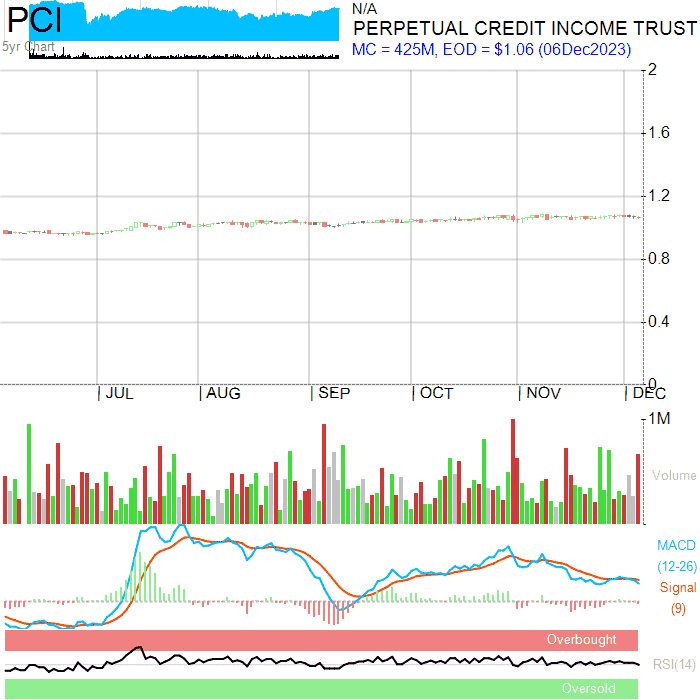 PCI
5yr Chart
N/A
PERPETUAL CREDIT INCOME TRUST
MC = 425M, EOD = $1.06 (06Dec2023)
2
1.6
1.2
0.8
0.4
0
JUL AUG SEP OCT NOV DEC
1M
Volume
MACD
(12-26)
Signal
(9)
Overbought
RSI(14)
Oversold